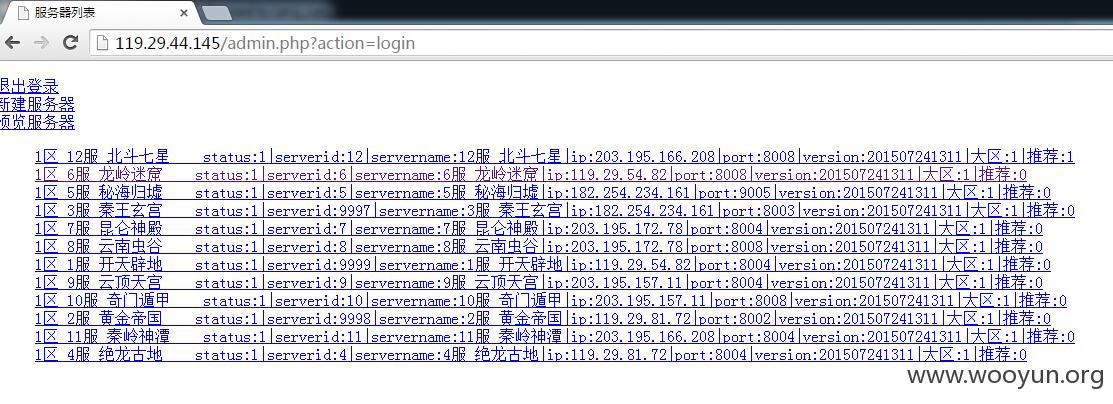 服务器列表
119.29.44.145/admin.php?action=login
退出登录
新建服务器
预览服务器
1区 12服 北斗七星 status:1|serverid:12|servername:12服 北斗七星|ip:203.195.166.208|port:8008|version:201507241311|大区:1|推荐:1
1区 6服 龙岭迷窟 status:1|serverid:6|servername:6服 龙岭迷窟|ip:119.29.54.82|port:8008|version:201507241311|大区:1|推荐:0
1区 5服 秘海归墟 status:1|serverid:5|servername:5服 秘海归墟|ip:182.254.234.161|port:9005|version:201507241311|大区:1|推荐:0
1区 3服 秦王玄宫 status:1|serverid:9997|servername:3服 秦王玄宫|ip:182.254.234.161|port:8003|version:201507241311|大区:1|推荐:0
1区 7服 昆仑神殿 status:1|serverid:7|servername:7服 昆仑神殿|ip:203.195.172.78|port:8004|version:201507241311|大区:1|推荐:0
1区 8服 云南虫谷 status:1|serverid:8|servername:8服 云南虫谷|ip:203.195.172.78|port:8008|version:201507241311|大区:1|推荐:0
1区 1服 开天辟地 status:1|serverid:9999|servername:1服 开天辟地|ip:119.29.54.82|port:8004|version:201507241311|大区:1|推荐:0
1区 9服 云顶天宫 status:1|serverid:9|servername:9服 云顶天宫|ip:203.195.157.11|port:8004|version:201507241311|大区:1|推荐:0
1区 10服 奇门遁甲 status:1|serverid:10|servername:10服 奇门遁甲|ip:203.195.157.11|port:8008|version:201507241311|大区:1|推荐:0
1区 2服 黄金帝国 status:1|serverid:9998|servername:2服 黄金帝国|ip:119.29.81.72|port:8002|version:201507241311|大区:1|推荐:0
1区 11服 秦岭神潭 status:1|serverid:11|servername:11服 秦岭神潭|ip:203.195.166.208|port:8004|version:201507241311|大区:1|推荐:0
1区 4服 绝龙古地 status:1|serverid:4|servername:4服 绝龙古地|ip:119.29.81.72|port:8004|version:201507241311|大区:1|推荐:0
www.wooyun.org